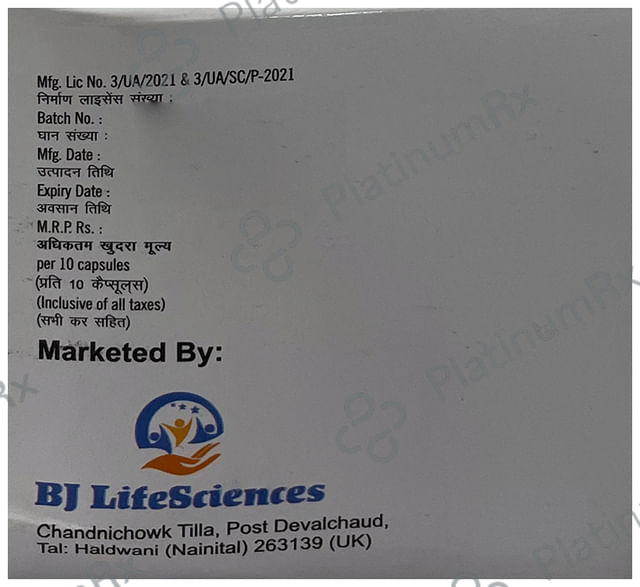 Mfg. Lic No. 3/UA/2021 & 3/UA/SC/P-2021
निर्माण लाइसेंस संख्या :
Batch No. :
घान संख्या :
Mfg. Date :
उत्पादन तिथि
Expiry Date :
अवसान तिथि
M.R.P. Rs. :
अधिकतम खुदरा मूल्य
per 10 capsules
(प्रति 10 कैप्सूल्स)
(Inclusive of all taxes)
(सभी कर सहित)
Marketed By:
BJ LifeSciences
Chandnichowk Tilla, Post Devalchaud,
Tal: Haldwani (Nainital) 263139 (UK)
PlatinumRx
PlatinumRx